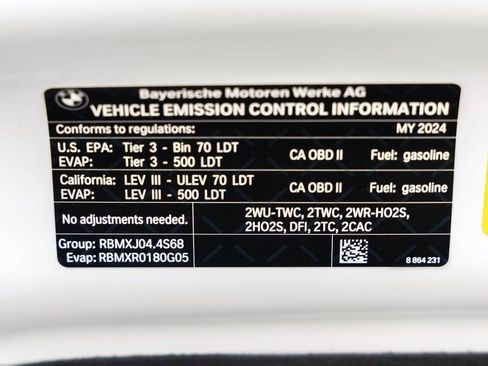 BMW
Bayerische Motoren Werke AG
VEHICLE EMISSION CONTROL INFORMATION
Conforms to regulations: MY 2024
U.S. EPA: Tier 3 - Bin 70 LDT
EVAP: Tier 3 - 500 LDT
CA OBD II Fuel: gasoline
California: LEV III - ULEV 70 LDT
EVAP: LEV III - 500 LDT
CA OBD II Fuel: gasoline
No adjustments needed.
2WU-TWC, 2TWC, 2WR-HO2S,
2HO2S, DFI, 2TC, 2CAC
Group: RBMXJ04.4S68
Evap: RBMXR0180G05
8 864 231